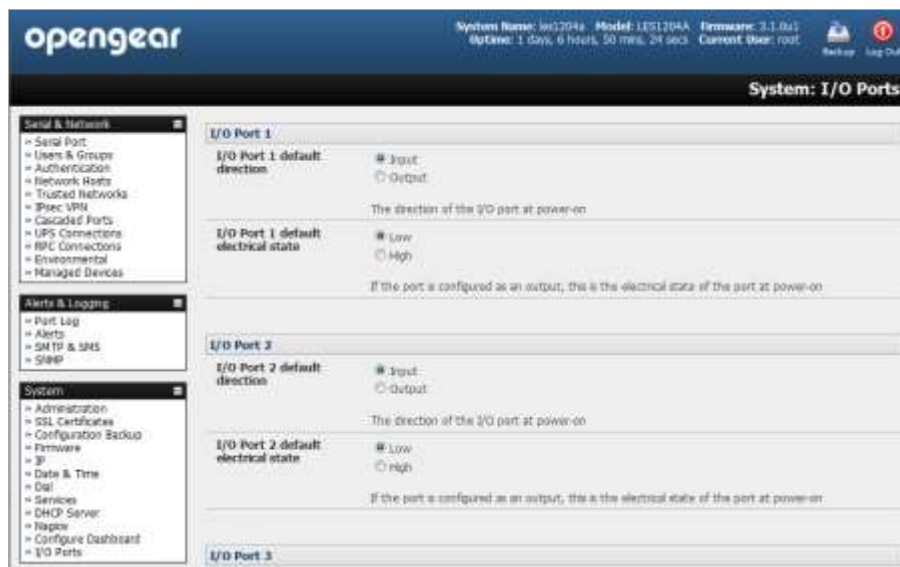 opengear
System Name: les1204a Model: LES1204A Firmware: 3.1.0u1
Uptime: 1 days, 6 hours, 50 mins, 24 secs Current User: root
Backup Log Out
System: I/O Ports
Serial & Network
Serial Port
Users & Groups
Authentication
Network Hosts
Trusted Networks
IPsec VPN
Cascaded Ports
UPS Connections
RPC Connections
Environmental
Managed Devices
Alerts & Logging
Port Log
Alerts
SMTP & SMS
SNMP
System
Administration
SSL Certificates
Configuration Backup
Firmware
IP
Date & Time
Dial
Services
DHCP Server
Nagios
Configure Dashboard
I/O Ports
I/O Port 1
I/O Port 1 default direction
Input
Output
The direction of the I/O port at power-on
I/O Port 1 default electrical state
Low
High
If the port is configured as an output, this is the electrical state of the port at power-on
I/O Port 2
I/O Port 2 default direction
Input
Output
The direction of the I/O port at power-on
I/O Port 2 default electrical state
Low
High
If the port is configured as an output, this is the electrical state of the port at power-on
I/O Port 3